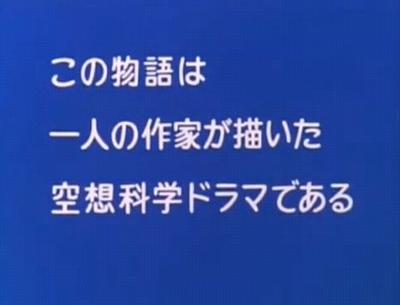 この物語は
一人の作家が描いた
空想科学ドラマである